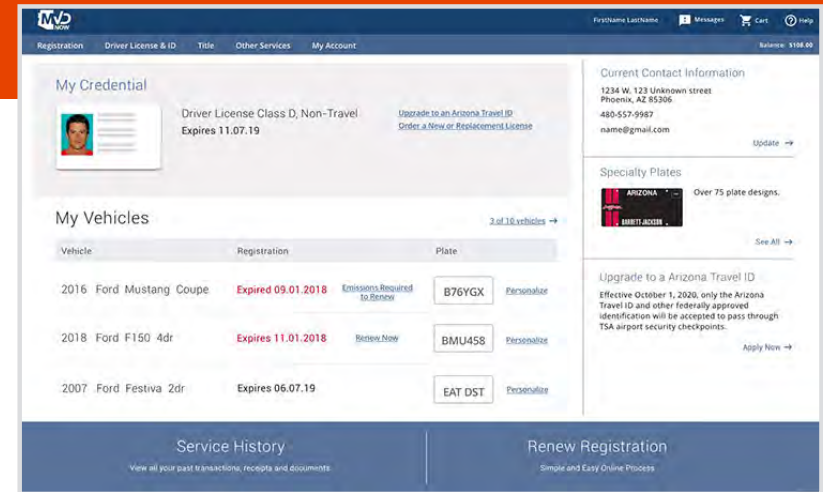 MVD
NOW
FirstName LastName
Messages
Cart
Help
Registration
Driver License & ID
Title
Other Services
My Account
Balance: $108.00
My Credential
Driver License Class D, Non-Travel
Expires 11.07.19
Upgrade to an Arizona Travel ID
Order a New or Replacement License
My Vehicles
3 of 10 vehicles →
Vehicle
Registration
Plate
2016 Ford Mustang Coupe
Expired 09.01.2018
Emissions Required
to Renew
B76YGX
Personalize
2018 Ford F150 4dr
Expires 11.01.2018
Renew Now
BMU458
Personalize
2007 Ford Festiva 2dr
Expires 06.07.19
EAT DST
Personalize
Current Contact Information
1234 W. 123 Unknown street
Phoenix, AZ 85306
480-557-9987
name@gmail.com
Update →
Specialty Plates
ARIZONA
BARRETT-JACKSON
Over 75 plate designs.
See All →
Upgrade to a Arizona Travel ID
Effective October 1, 2020, only the Arizona
Travel ID and other federally approved
identification will be accepted to pass through
TSA airport security checkpoints.
Apply Now →
Service History
View all your past transactions, receipts and documents
Renew Registration
Simple and Easy Online Process